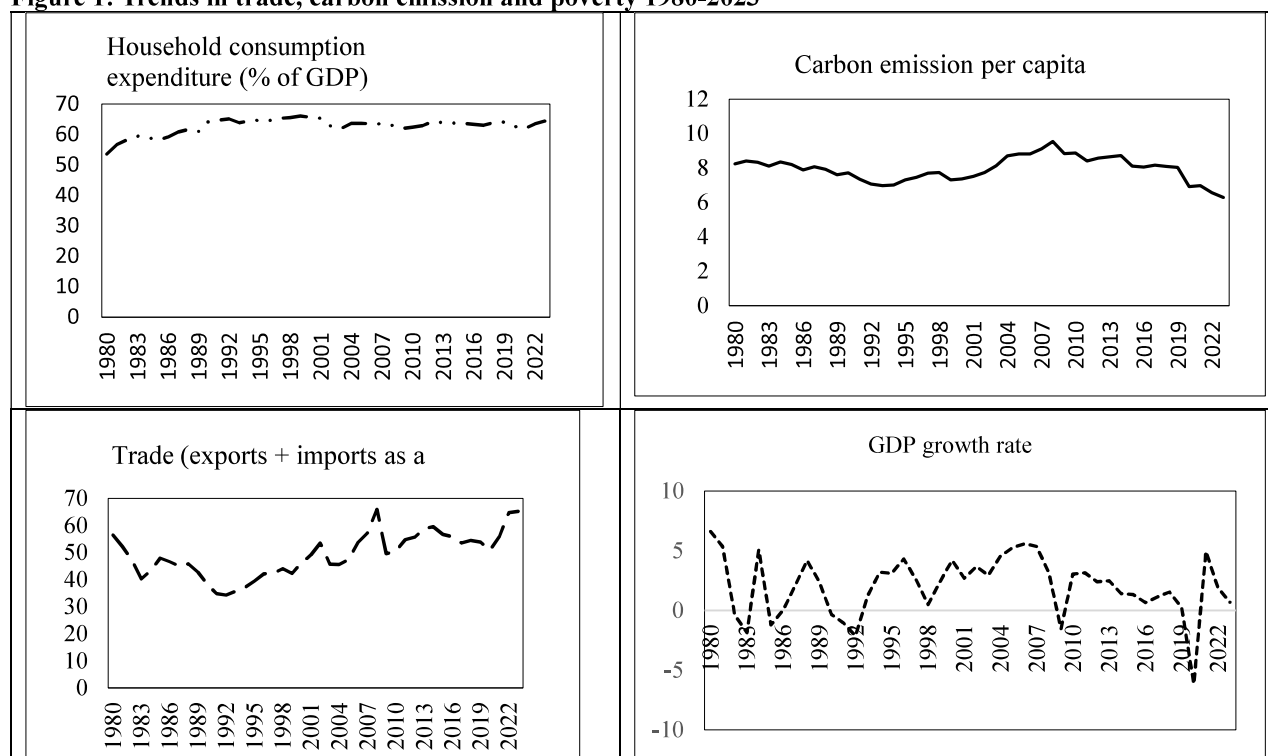 Figure 1: Trends in trade, carbon emission and poverty 1980-2023
Household consumption
expenditure (% of GDP)
70
60
50
40
30
20
10
0
1980 1983 1986 1989 1992 1995 1998 2001 2004 2007 2010 2013 2016 2019 2022
Carbon emission per capita
12
10
8
6
4
2
0
1980 1983 1986 1989 1992 1995 1998 2001 2004 2007 2010 2013 2016 2019 2022
Trade (exports + imports as a
70
60
50
40
30
20
10
0
1980 1983 1986 1989 1992 1995 1998 2001 2004 2007 2010 2013 2016 2019 2022
GDP growth rate
10
5
0
-5
-10
1980 1983 1986 1989 1992 1995 1998 2001 2004 2007 2010 2013 2016 2019 2022